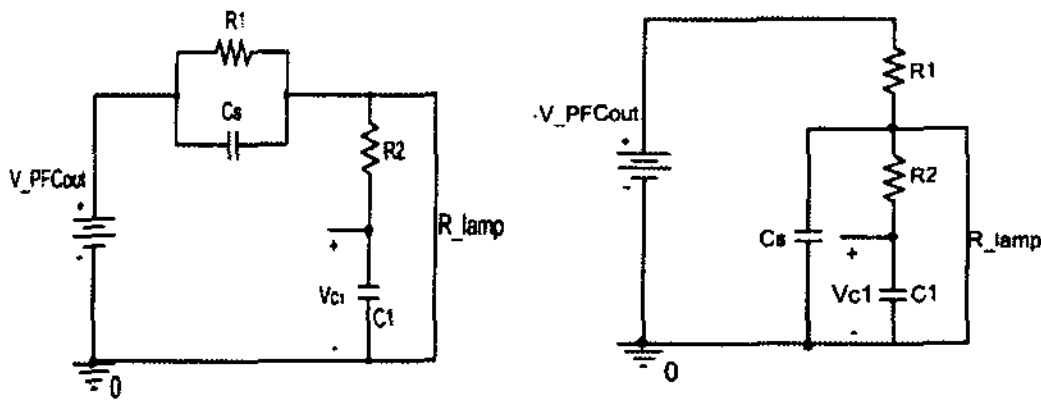 R1
Cs
R2
V_PFCout
+
-
R_lamp
+
Vc1
C1
-
0
R1
-V_PFCout
+
-
R2
Cs
+
R_lamp
Vc1
C1
-
0